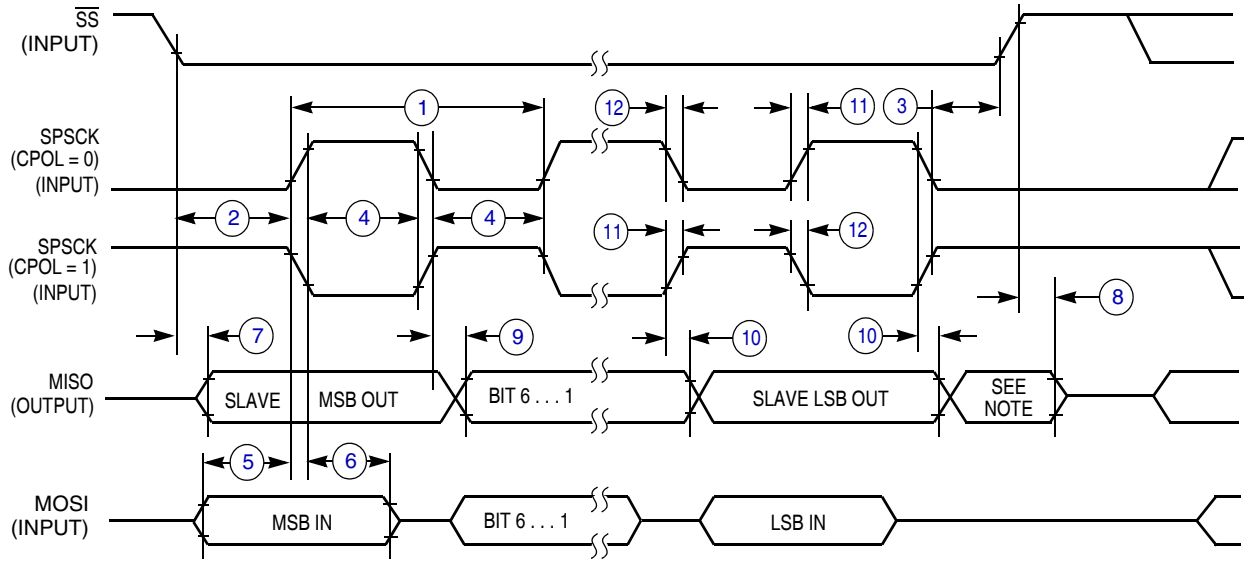 SS
(INPUT)
1
12
11
3
SPSCK
(CPOL = 0)
(INPUT)
2
4
4
SPSCK
(CPOL = 1)
(INPUT)
11
12
7
9
10
10
8
MISO
(OUTPUT)
SLAVE
MSB OUT
BIT 6 . . . 1
SLAVE LSB OUT
SEE
NOTE
5
6
MOSI
(INPUT)
MSB IN
BIT 6 . . . 1
LSB IN